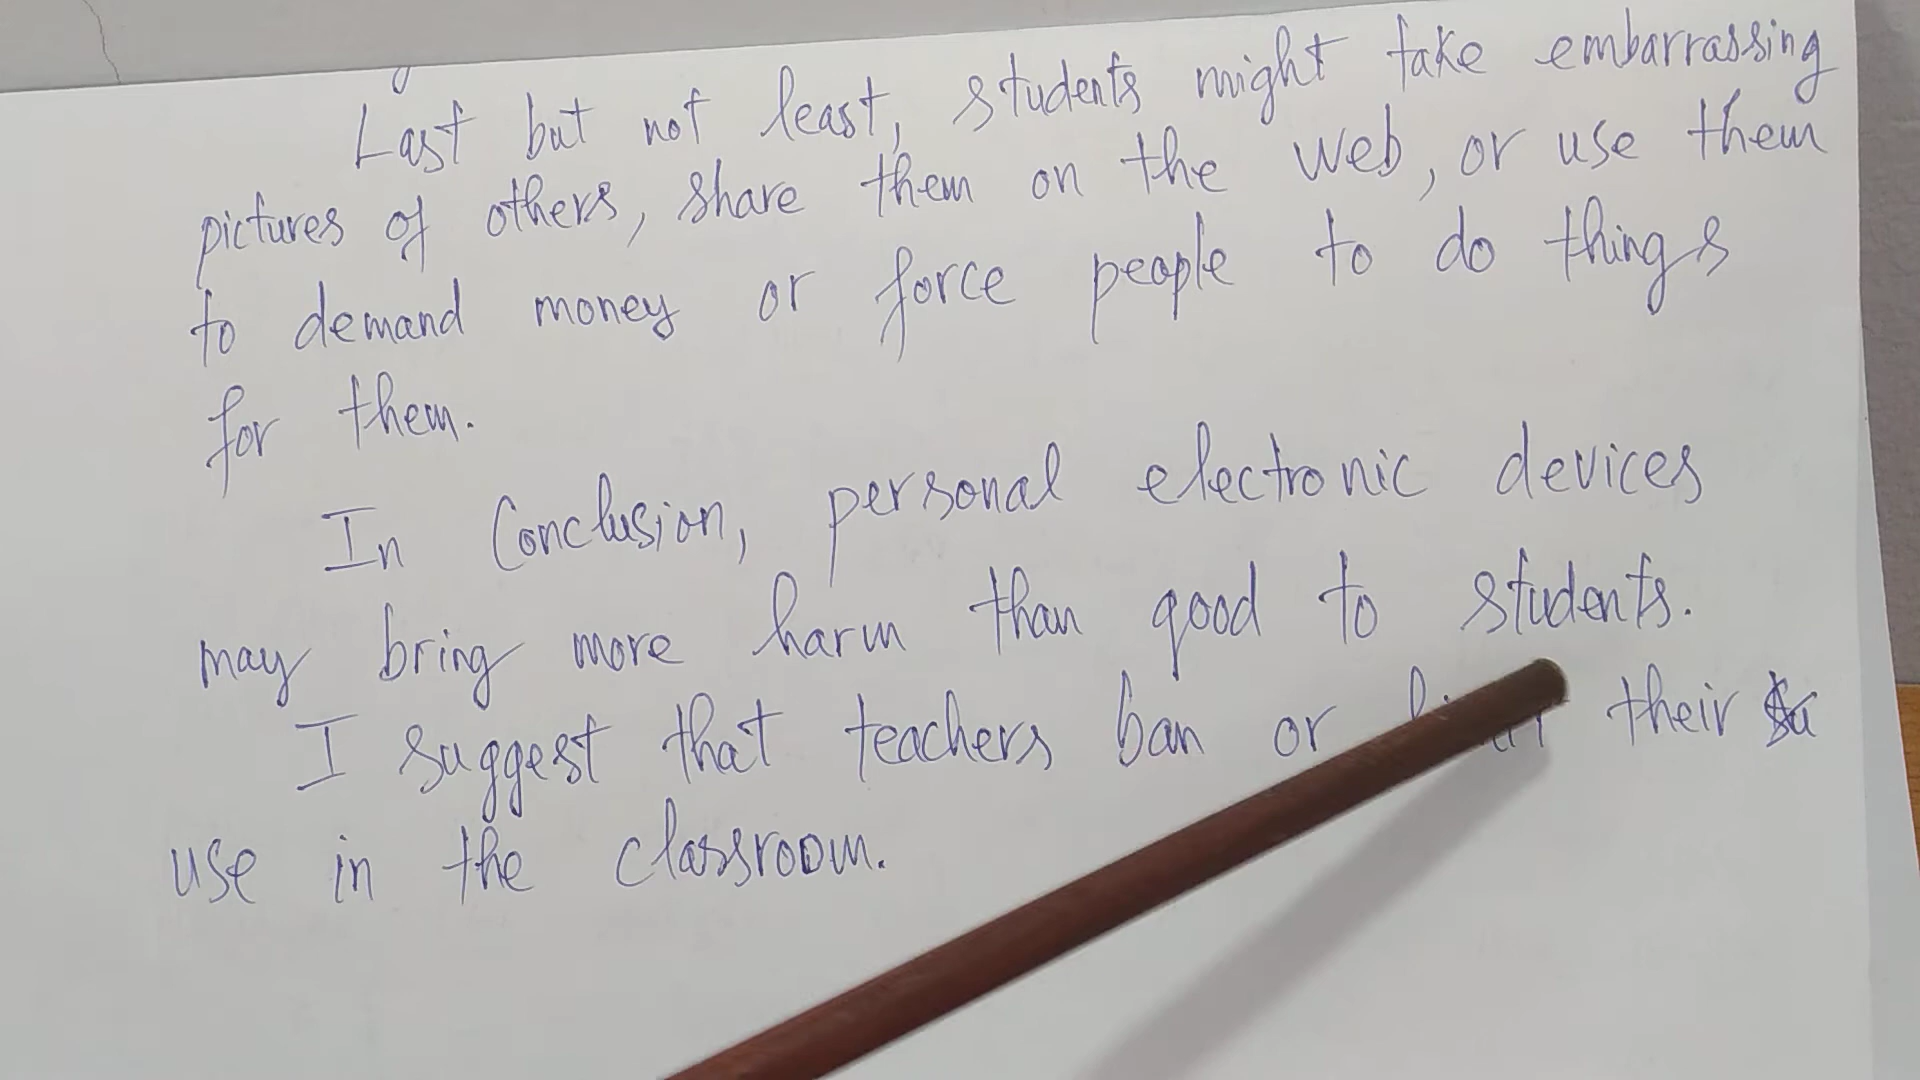 Last but not least, students might take embarrassing
pictures of others, share them on the web, or use them
to demand money or force people to do things
for them.
In Conclusion, personal electronic devices
may bring more harm than good to students.
I suggest that teachers ban or their
use in the classroom.